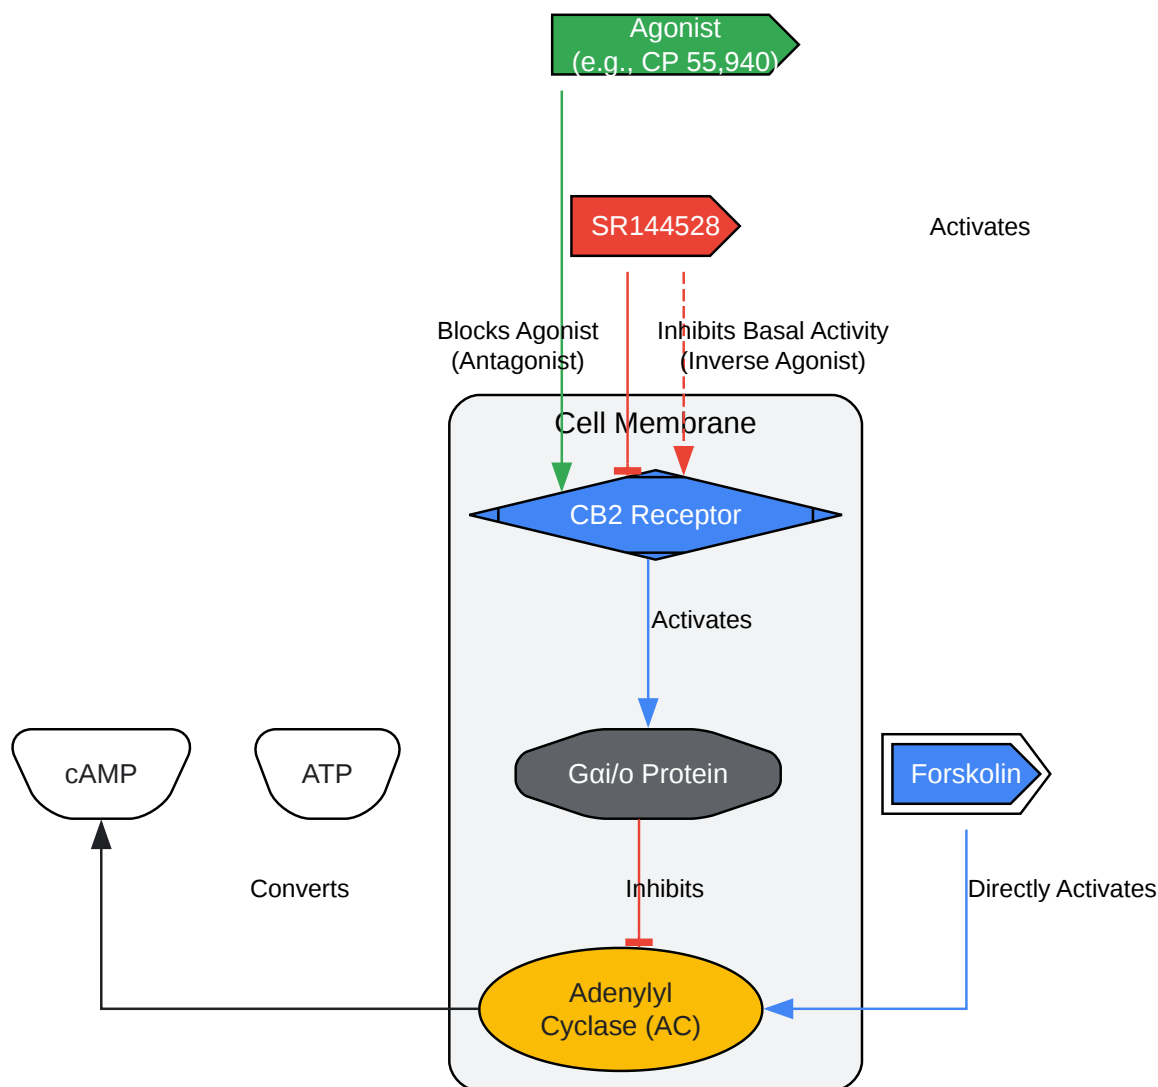 Agonist
(e.g., CP 55,940)
SR144528
Activates
Blocks Agonist
(Antagonist)
Inhibits Basal Activity
(Inverse Agonist)
Cell Membrane
CB2 Receptor
Activates
cAMP
ATP
Gαi/o Protein
Forskolin
Converts
Inhibits
Directly Activates
Adenylyl
Cyclase (AC)